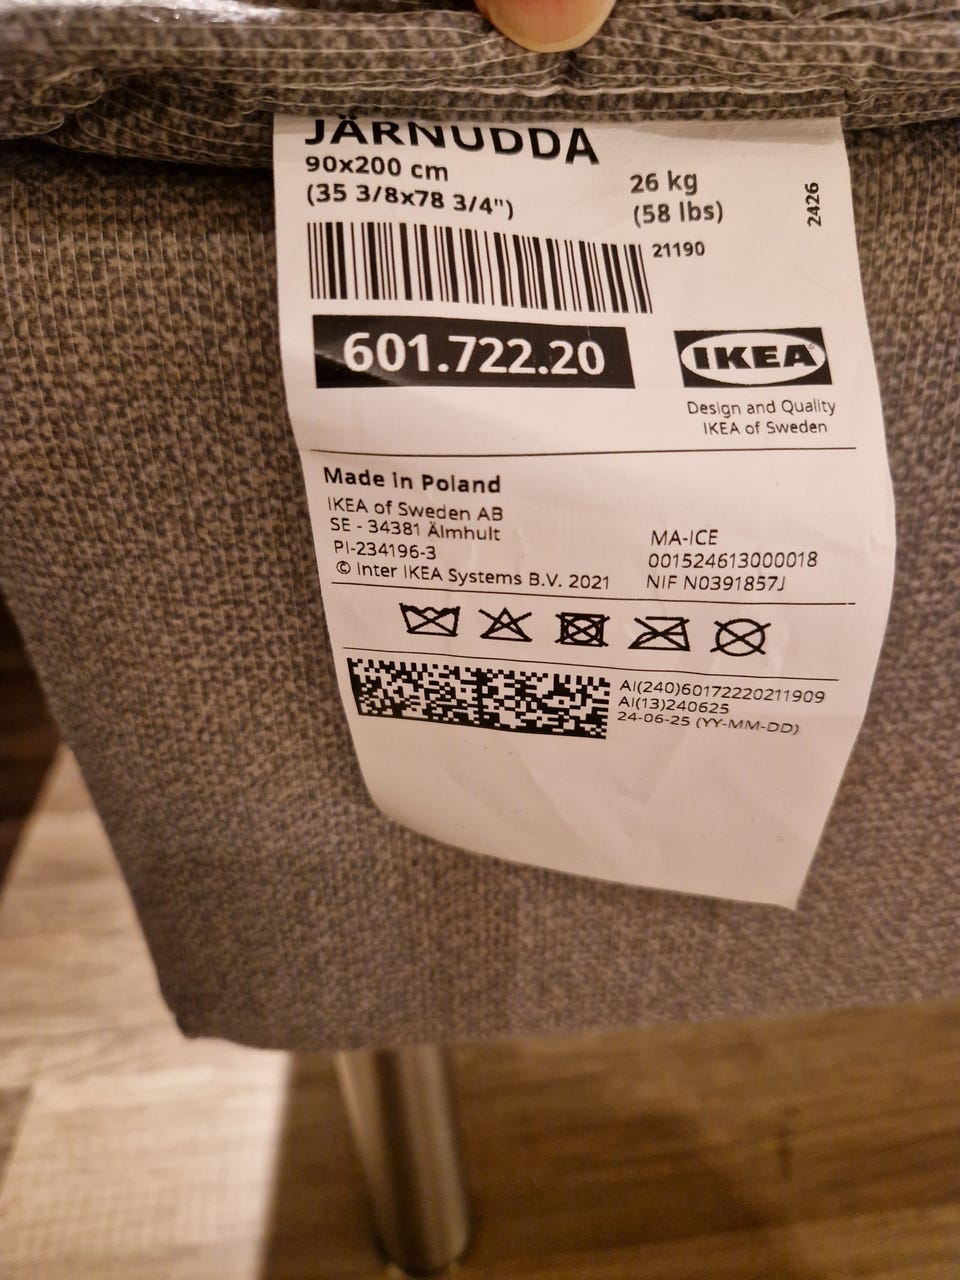 JÄRNUDDA
90x200 cm
(35 3/8x78 3/4")
26 kg
(58 lbs)
2426
21190
601.722.20
IKEA
Design and Quality
IKEA of Sweden
Made in Poland
IKEA of Sweden AB
SE - 34381 Älmhult
PI-234196-3
© Inter IKEA Systems B.V. 2021
MA-ICE
001524613000018
NIF N0391857J
AI(240)60172220211909
AI(13)240625
24-06-25 (YY-MM-DD)